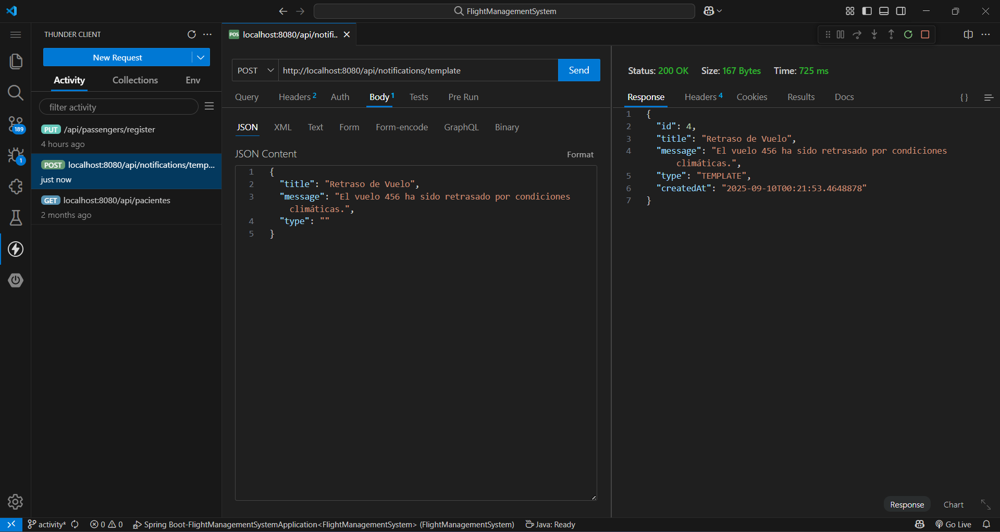 FlightManagementSystem
THUNDER CLIENT
New Request
Activity Collections Env
filter activity
PUT /api/passengers/register
4 hours ago
POST localhost:8080/api/notifications/temp...
just now
GET localhost:8080/api/pacientes
2 months ago
189
1
POS localhost:8080/api/notifi..
POST http://localhost:8080/api/notifications/template Send
Query Headers 2 Auth Body 1 Tests Pre Run
JSON XML Text Form Form-encode GraphQL Binary
JSON Content Format
1 {
2 "title": "Retraso de Vuelo",
3 "message": "El vuelo 456 ha sido retrasado por condiciones
climáticas.",
4 "type": ""
5 }
Status: 200 OK Size: 167 Bytes Time: 725 ms
Response Headers 4 Cookies Results Docs { }
1 {
2 "id": 4,
3 "title": "Retraso de Vuelo",
4 "message": "El vuelo 456 ha sido retrasado por condiciones
climáticas.",
5 "type": "TEMPLATE",
6 "createdAt": "2025-09-10T00:21:53.4648878"
7 }
Response Chart
activity* 0 0 Spring Boot-FlightManagementSystemApplication<FlightManagementSystem> (FlightManagementSystem) Java: Ready Go Live